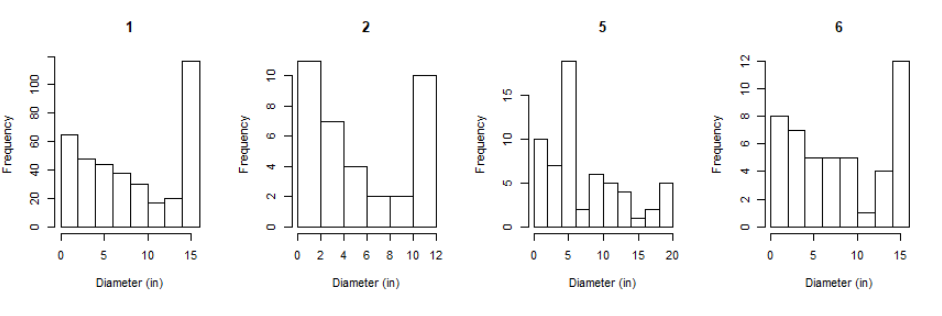 1
Frequency
0 20 40 60 80 100
0 5 10 15
Diameter (in)
2
Frequency
0 2 4 6 8 10
0 2 4 6 8 10 12
Diameter (in)
5
Frequency
0 5 10 15
0 5 10 15 20
Diameter (in)
6
Frequency
0 2 4 6 8 10 12
0 5 10 15
Diameter (in)